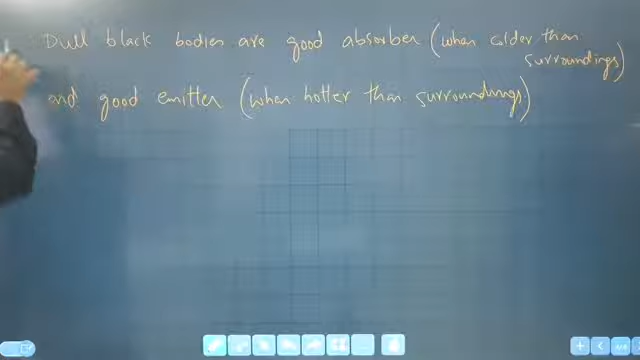 Dull black bodies are good absorber (when colder than
surroundings)
and good emitter (when hotter than surroundings)